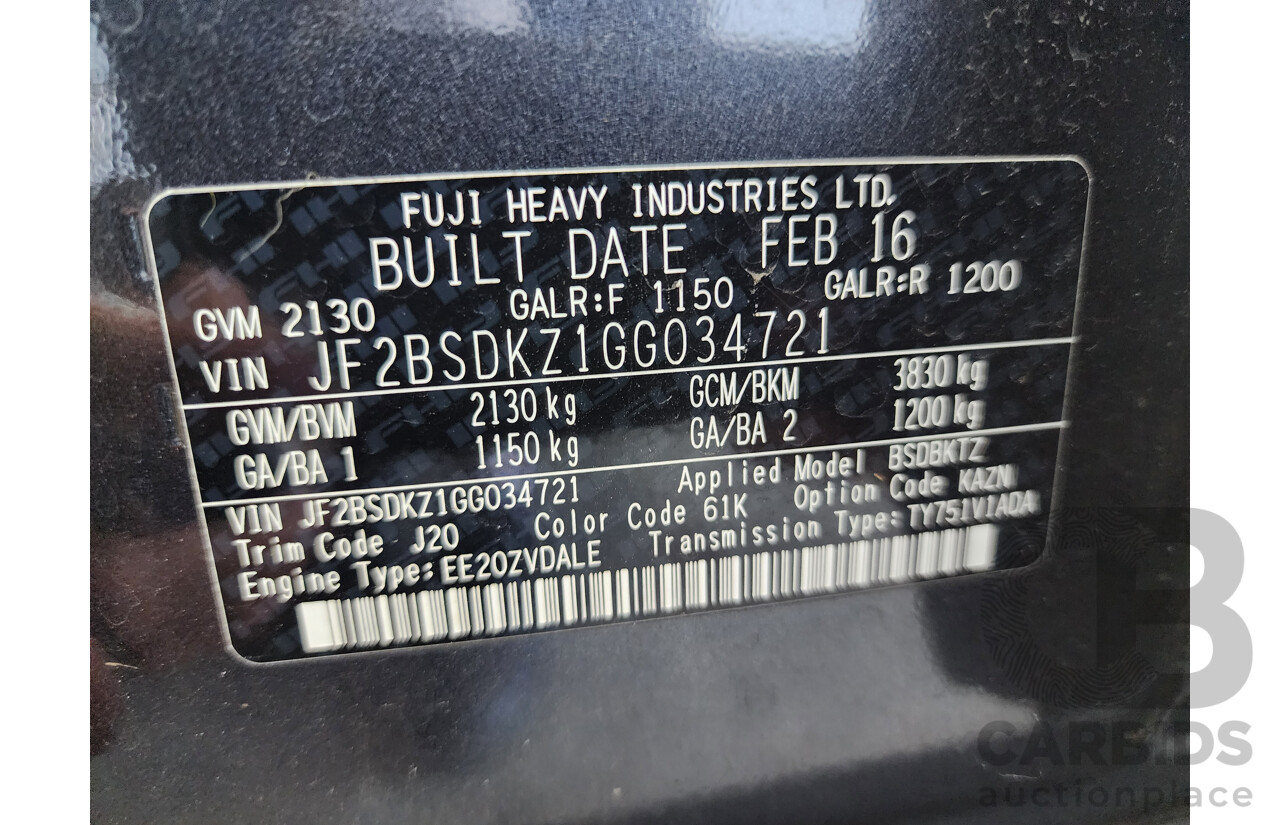 FUJI HEAVY INDUSTRIES LTD.
BUILT DATE FEB 16
GVM 2130 GALR:F 1150 GALR:R 1200
VIN JF2BSDKZ1GG034721
GVM/BVM 2130 kg GCM/BKM 3830 kg
GA/BA 1 1150 kg GA/BA 2 1200 kg
VIN JF2BSDKZ1GG034721 Applied Model BSDBKTZ
Trim Code J20 Color Code 61K Option Code KAZN
Engine Type: EE20ZVDALE Transmission Type: TY751V1ADA
CARBIDS
auctionplace